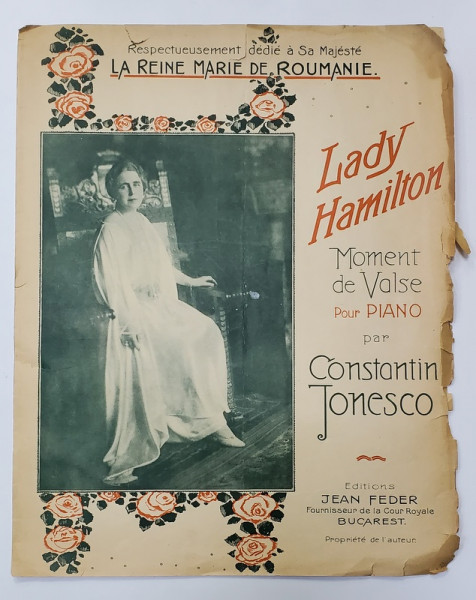 Respectueusement dédié à Sa Majésté
LA REINE MARIE DE ROUMANIE.
Lady
Hamilton
Moment
de Valse
Pour PIANO
par
Constantin
Jonesco
Editions
JEAN FEDER
Fournisseur de la Cour Royale
BUCAREST.
Propriété de l'auteur.